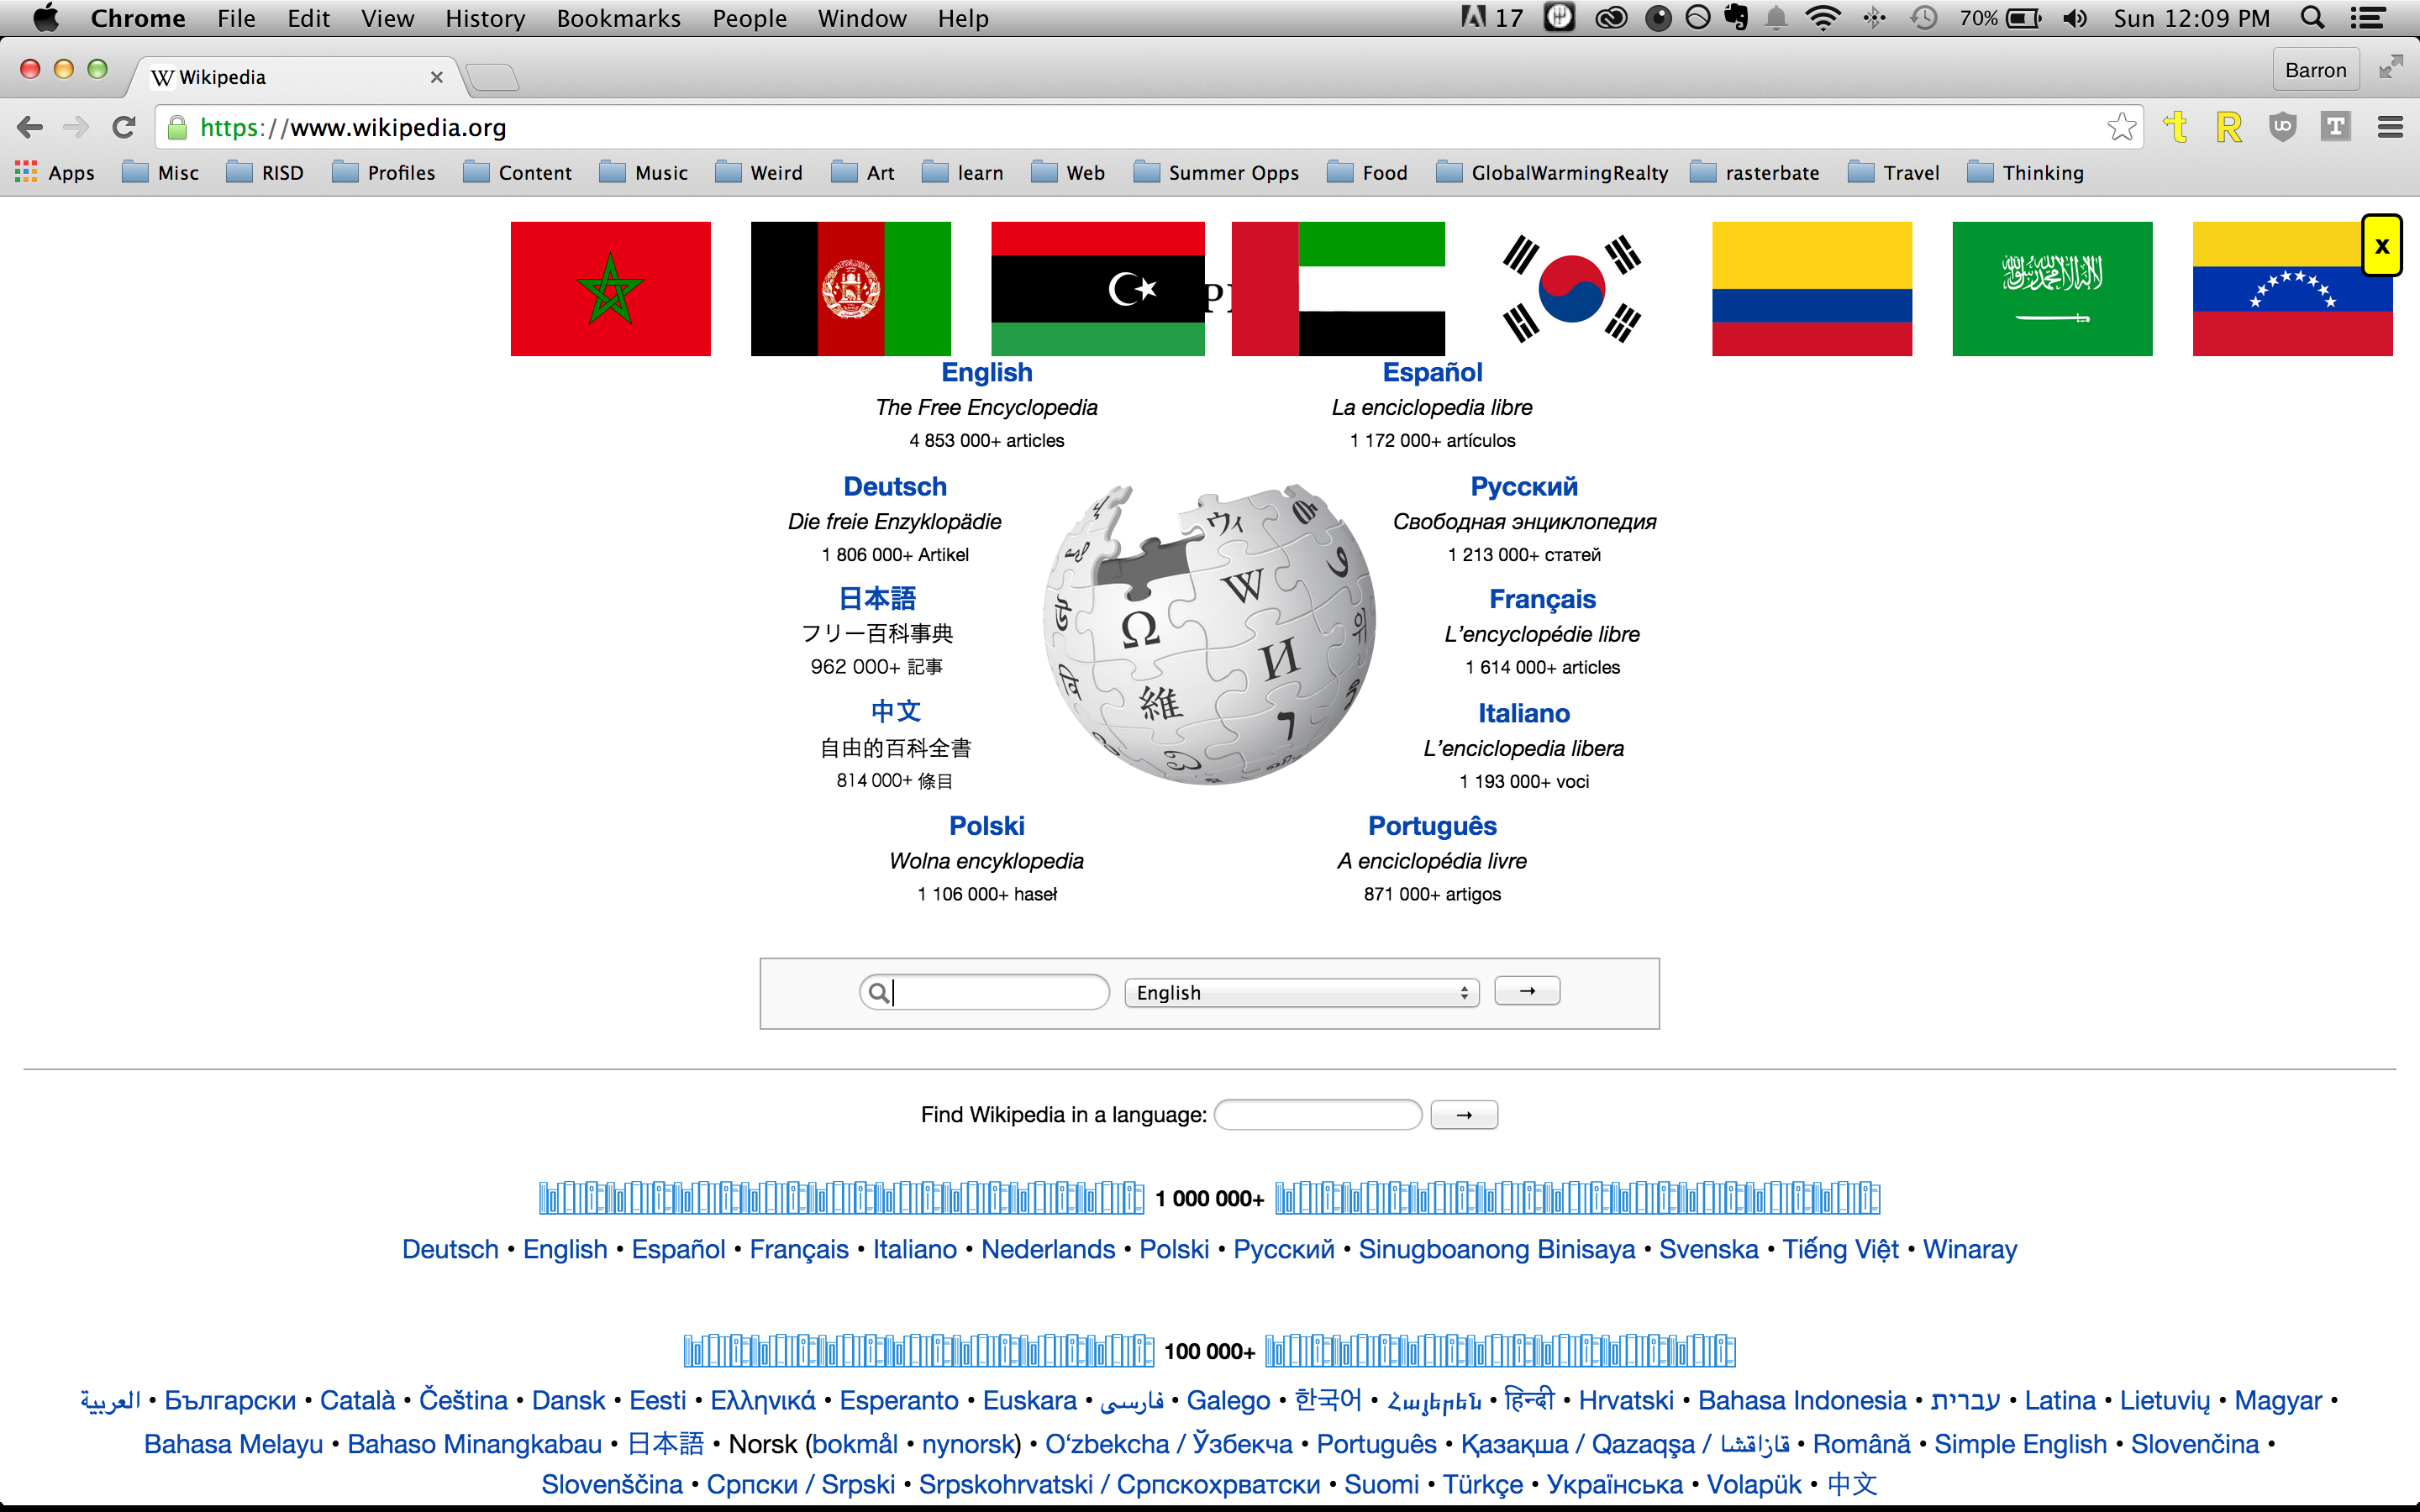 Chrome File Edit View History Bookmarks People Window Help 17 70% Sun 12:09 PM
Wikipedia Barron
https://www.wikipedia.org
Apps Misc RISD Profiles Content Music Weird Art learn Web Summer Opps Food GlobalWarmingRealty rasterbate Travel Thinking
x
English
The Free Encyclopedia
4 853 000+ articles
Español
La enciclopedia libre
1 172 000+ artículos
Deutsch
Die freie Enzyklopädie
1 806 000+ Artikel
Русский
Свободная энциклопедия
1 213 000+ статей
日本語
フリー百科事典
962 000+ 記事
Français
L'encyclopédie libre
1 614 000+ articles
中文
自由的百科全書
814 000+ 條目
Italiano
L'enciclopedia libera
1 193 000+ voci
Polski
Wolna encyklopedia
1 106 000+ haseł
Português
A enciclopédia livre
871 000+ artigos
Ω W И 維 ウィ
English →
Find Wikipedia in a language: →
1 000 000+
Deutsch • English • Español • Français • Italiano • Nederlands • Polski • Русский • Sinugboanong Binisaya • Svenska • Tiếng Việt • Winaray
100 000+
العربية • Български • Català • Čeština • Dansk • Eesti • Ελληνικά • Esperanto • Euskara • فارسی • Galego • 한국어 • Հայերեն • हिन्दी • Hrvatski • Bahasa Indonesia • עברית • Latina • Lietuvių • Magyar •
Bahasa Melayu • Bahaso Minangkabau • 日本語 • Norsk (bokmål • nynorsk) • O‘zbekcha / Ўзбекча • Português • Қазақша / Qazaqşa / قازاقشا • Română • Simple English • Slovenčina •
Slovenščina • Српски / Srpski • Srpskohrvatski / Српскохрватски • Suomi • Türkçe • Українська • Volapük • 中文